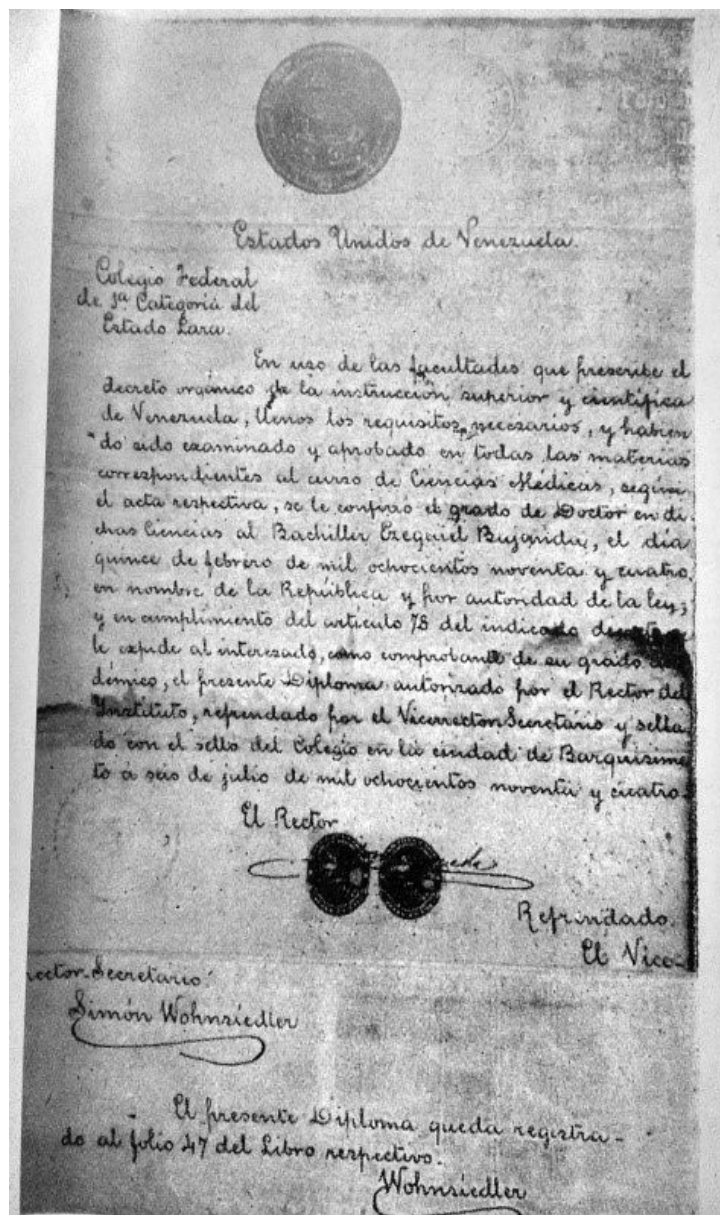 Estados Unidos de Venezuela.
Colegio Federal
de 1ª Categoría del
Estado Lara.
En uso de las facultades que prescribe el
decreto orgánico de la instrucción superior y científica
de Venezuela, llenos los requisitos necesarios, y habien
do sido examinado y aprobado en todas las materias
correspondientes al curso de Ciencias Médicas, según
el acta respectiva, se le confirió el grado de Doctor en di-
chas Ciencias al Bachiller Ezequiel Bujanda, el día
quince de febrero de mil ochocientos noventa y cuatro,
en nombre de la República y por autoridad de la ley;
y en cumplimiento del artículo 78 del indicado
le expide al interesado, como comprobante de su grado
démico, el presente Diploma autorizado por el Rector del
Instituto, refrendado por el Vicerrector Secretario y sella
do con el sello del Colegio en la ciudad de Barquisime
to á seis de julio de mil ochocientos noventa y cuatro.
El Rector
Refrindado.
El Vice-
rector-Secretario.
Simón Wohnsiedler
El presente Diploma queda registra-
do al folio 47 del Libro respectivo.
Wohnsiedler